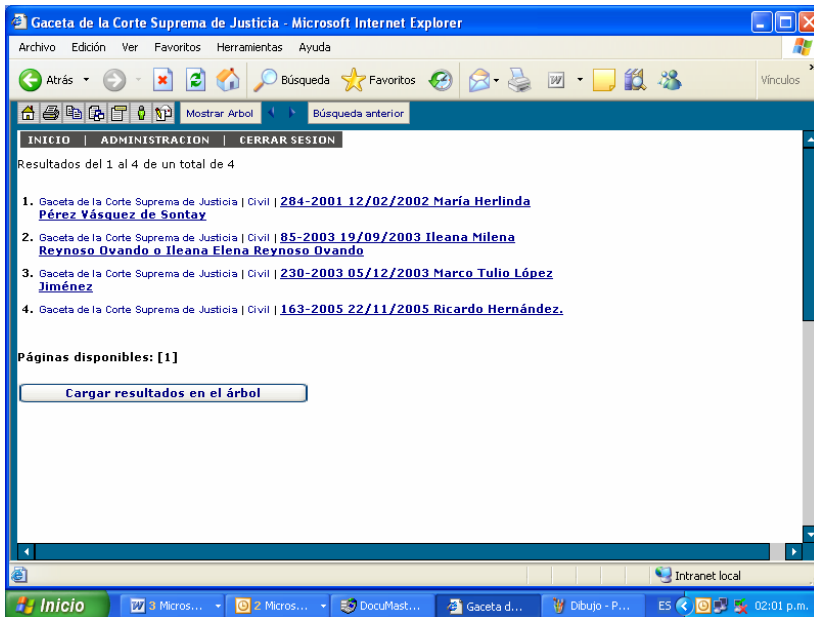 Gaceta de la Corte Suprema de Justicia - Microsoft Internet Explorer
Archivo Edición Ver Favoritos Herramientas Ayuda
Atrás Búsqueda Favoritos Vínculos »
Mostrar Arbol Búsqueda anterior
INICIO | ADMINISTRACION | CERRAR SESION
Resultados del 1 al 4 de un total de 4
1. Gaceta de la Corte Suprema de Justicia | Civil | 284-2001 12/02/2002 María Herlinda
Pérez Vásquez de Sontay
2. Gaceta de la Corte Suprema de Justicia | Civil | 85-2003 19/09/2003 Ileana Milena
Reynoso Ovando o Ileana Elena Reynoso Ovando
3. Gaceta de la Corte Suprema de Justicia | Civil | 230-2003 05/12/2003 Marco Tulio López
Jiménez
4. Gaceta de la Corte Suprema de Justicia | Civil | 163-2005 22/11/2005 Ricardo Hernández.
Páginas disponibles: [1]
Cargar resultados en el árbol
Intranet local
Inicio 3 Micros... 2 Micros... DocuMast... Gaceta d... Dibujo - P... ES 02:01 p.m.